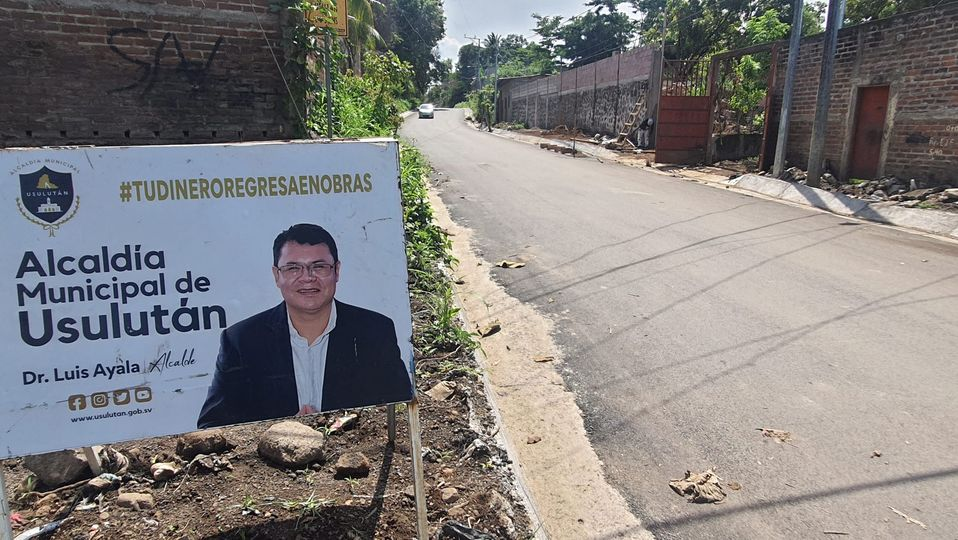 ALCALDÍA MUNICIPAL
USULUTÁN
#TUDINEROREGRESAENOBRAS
Alcaldía
Municipal de
Usulután
Dr. Luis Ayala Alcalde
www.usulutan.gob.sv